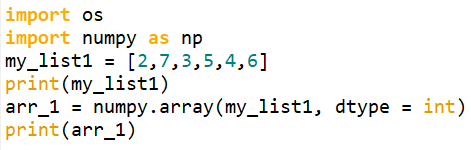 import os
import numpy as np
my_list1 = [2,7,3,5,4,6]
print(my_list1)
arr_1 = numpy.array(my_list1, dtype = int)
print(arr_1)